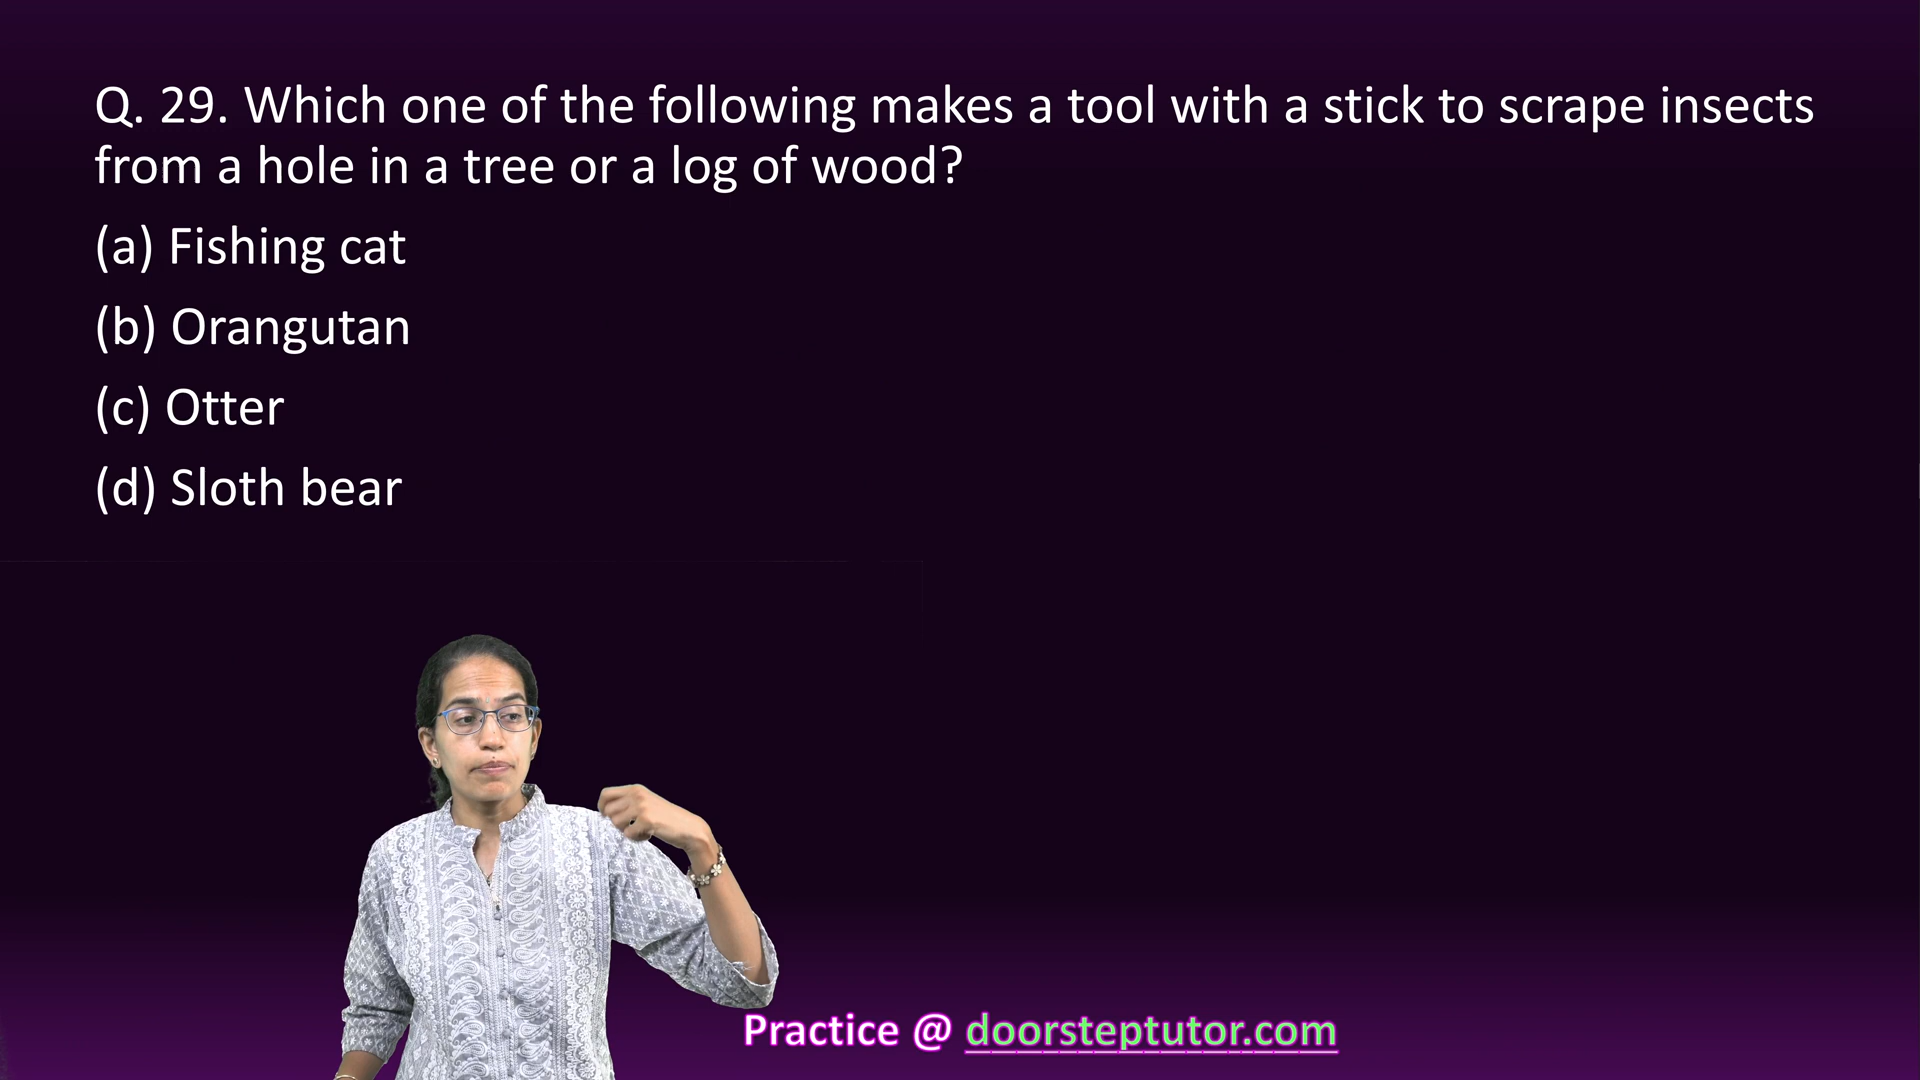 Q. 29. Which one of the following makes a tool with a stick to scrape insects
from a hole in a tree or a log of wood?
(a) Fishing cat
(b) Orangutan
(c) Otter
(d) Sloth bear
Practice @ doorsteptutor.com